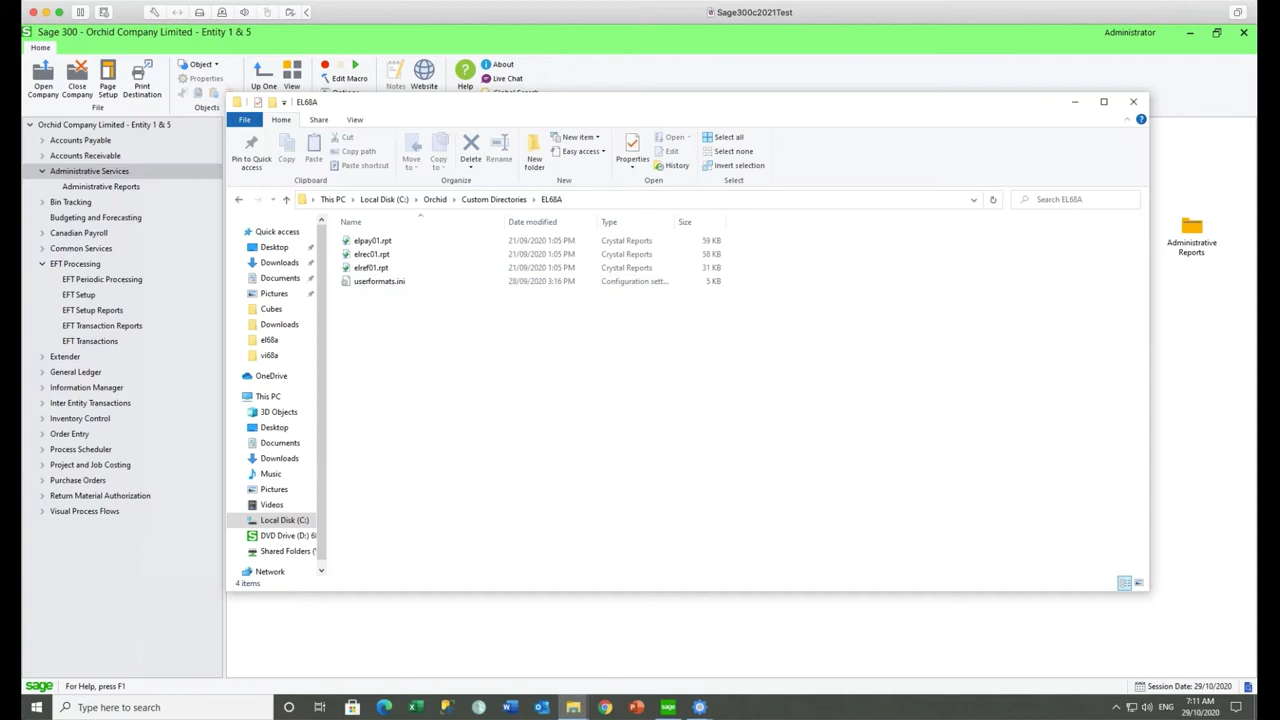 Sage300c2021Test
Sage 300 - Orchid Company Limited - Entity 1 & 5
Administrator
Home
Open Company
Close Company
Page Setup
Print Destination
File
Object
Properties
Objects
Up One
View
Edit Macro
Notes
Website
Help
About
Live Chat
EL68A
File
Home
Share
View
Pin to Quick access
Copy
Paste
Cut
Copy path
Paste shortcut
Clipboard
Move to
Copy to
Delete
Rename
Organize
New folder
New item
Easy access
New
Properties
Open
Edit
History
Open
Select all
Select none
Invert selection
Select
This PC > Local Disk (C:) > Orchid > Custom Directories > EL68A
Search EL68A
Orchid Company Limited - Entity 1 & 5
Accounts Payable
Accounts Receivable
Administrative Services
Administrative Reports
Bin Tracking
Budgeting and Forecasting
Canadian Payroll
Common Services
EFT Processing
EFT Periodic Processing
EFT Setup
EFT Setup Reports
EFT Transaction Reports
EFT Transactions
Extender
General Ledger
Information Manager
Inter Entity Transactions
Inventory Control
Order Entry
Process Scheduler
Project and Job Costing
Purchase Orders
Return Material Authorization
Visual Process Flows
Quick access
Desktop
Downloads
Documents
Pictures
Cubes
Downloads
el68a
vi68a
OneDrive
This PC
3D Objects
Desktop
Documents
Downloads
Music
Pictures
Videos
Local Disk (C:)
DVD Drive (D:) 6
Shared Folders (
Network
4 items
Name Date modified Type Size
elpay01.rpt 21/09/2020 1:05 PM Crystal Reports 59 KB
elrec01.rpt 21/09/2020 1:05 PM Crystal Reports 58 KB
elref01.rpt 21/09/2020 1:05 PM Crystal Reports 31 KB
userformats.ini 28/09/2020 3:16 PM Configuration sett... 5 KB
Administrative Reports
sage
For Help, press F1
Session Date: 29/10/2020
Type here to search
ENG
7:11 AM
29/10/2020